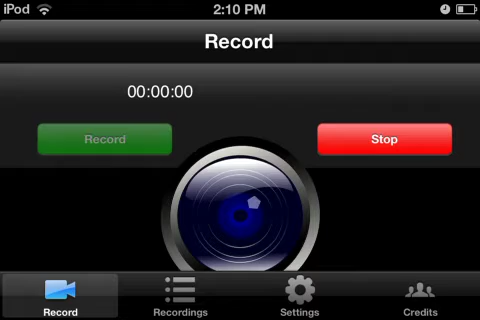 iPod 2:10 PM
Record
00:00:00
Record Stop
Record Recordings Settings Credits